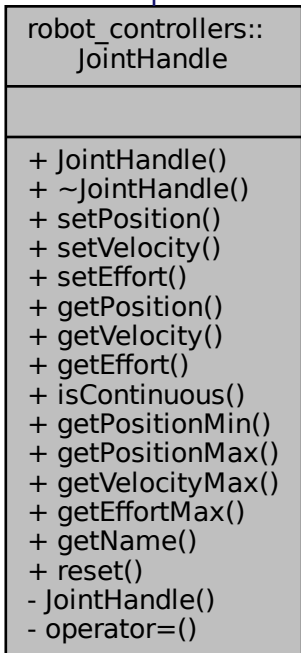 robot_controllers::
JointHandle
+ JointHandle()
+ ~JointHandle()
+ setPosition()
+ setVelocity()
+ setEffort()
+ getPosition()
+ getVelocity()
+ getEffort()
+ isContinuous()
+ getPositionMin()
+ getPositionMax()
+ getVelocityMax()
+ getEffortMax()
+ getName()
+ reset()
- JointHandle()
- operator=()